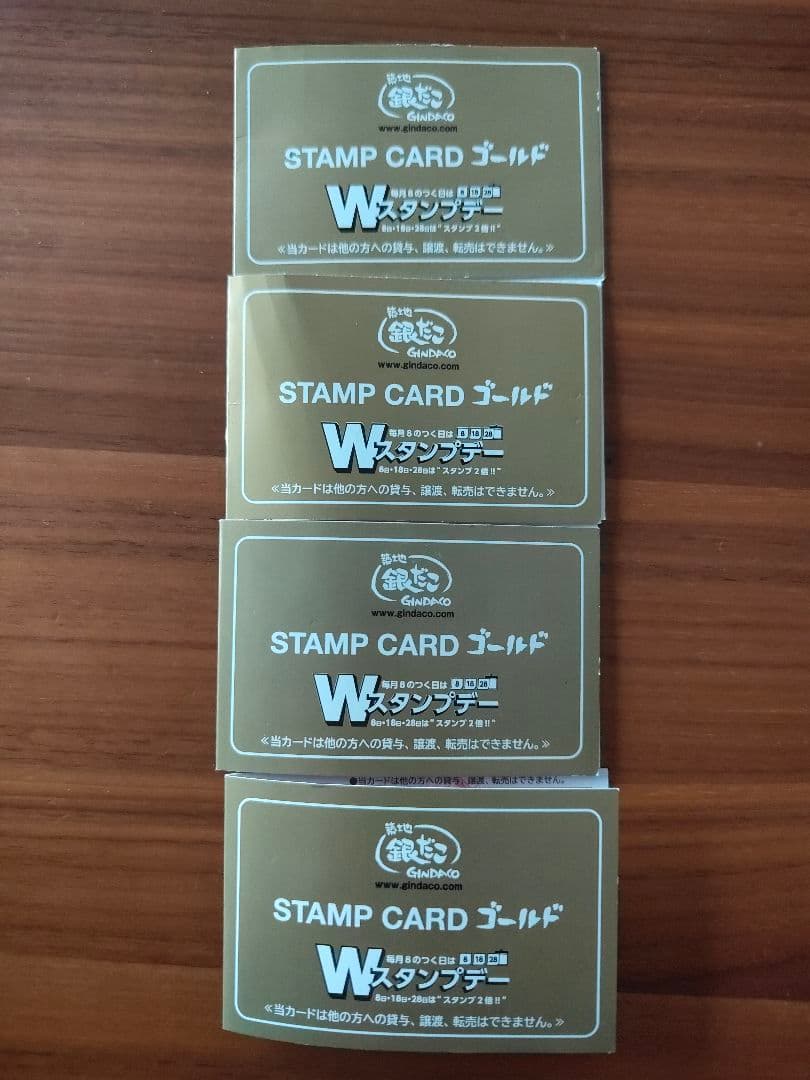 築地
銀だこ
GINDACO
www.gindaco.com
STAMP CARD ゴールド
毎月8のつく日は 8 18 28
Wスタンプデー
8日・18日・28日は"スタンプ2倍!!"
≪当カードは他の方への貸与、譲渡、転売はできません。≫
築地
銀だこ
GINDACO
www.gindaco.com
STAMP CARD ゴールド
毎月8のつく日は 8 18 28
Wスタンプデー
8日・18日・28日は"スタンプ2倍!!"
≪当カードは他の方への貸与、譲渡、転売はできません。≫
築地
銀だこ
GINDACO
www.gindaco.com
STAMP CARD ゴールド
毎月8のつく日は 8 18 28
Wスタンプデー
8日・18日・28日は"スタンプ2倍!!"
≪当カードは他の方への貸与、譲渡、転売はできません。≫
●当カードは他の方への貸与、譲渡、転売はできません。
築地
銀だこ
GINDACO
www.gindaco.com
STAMP CARD ゴールド
毎月8のつく日は 8 18 28
Wスタンプデー
8日・18日・28日は"スタンプ2倍!!"
≪当カードは他の方への貸与、譲渡、転売はできません。≫